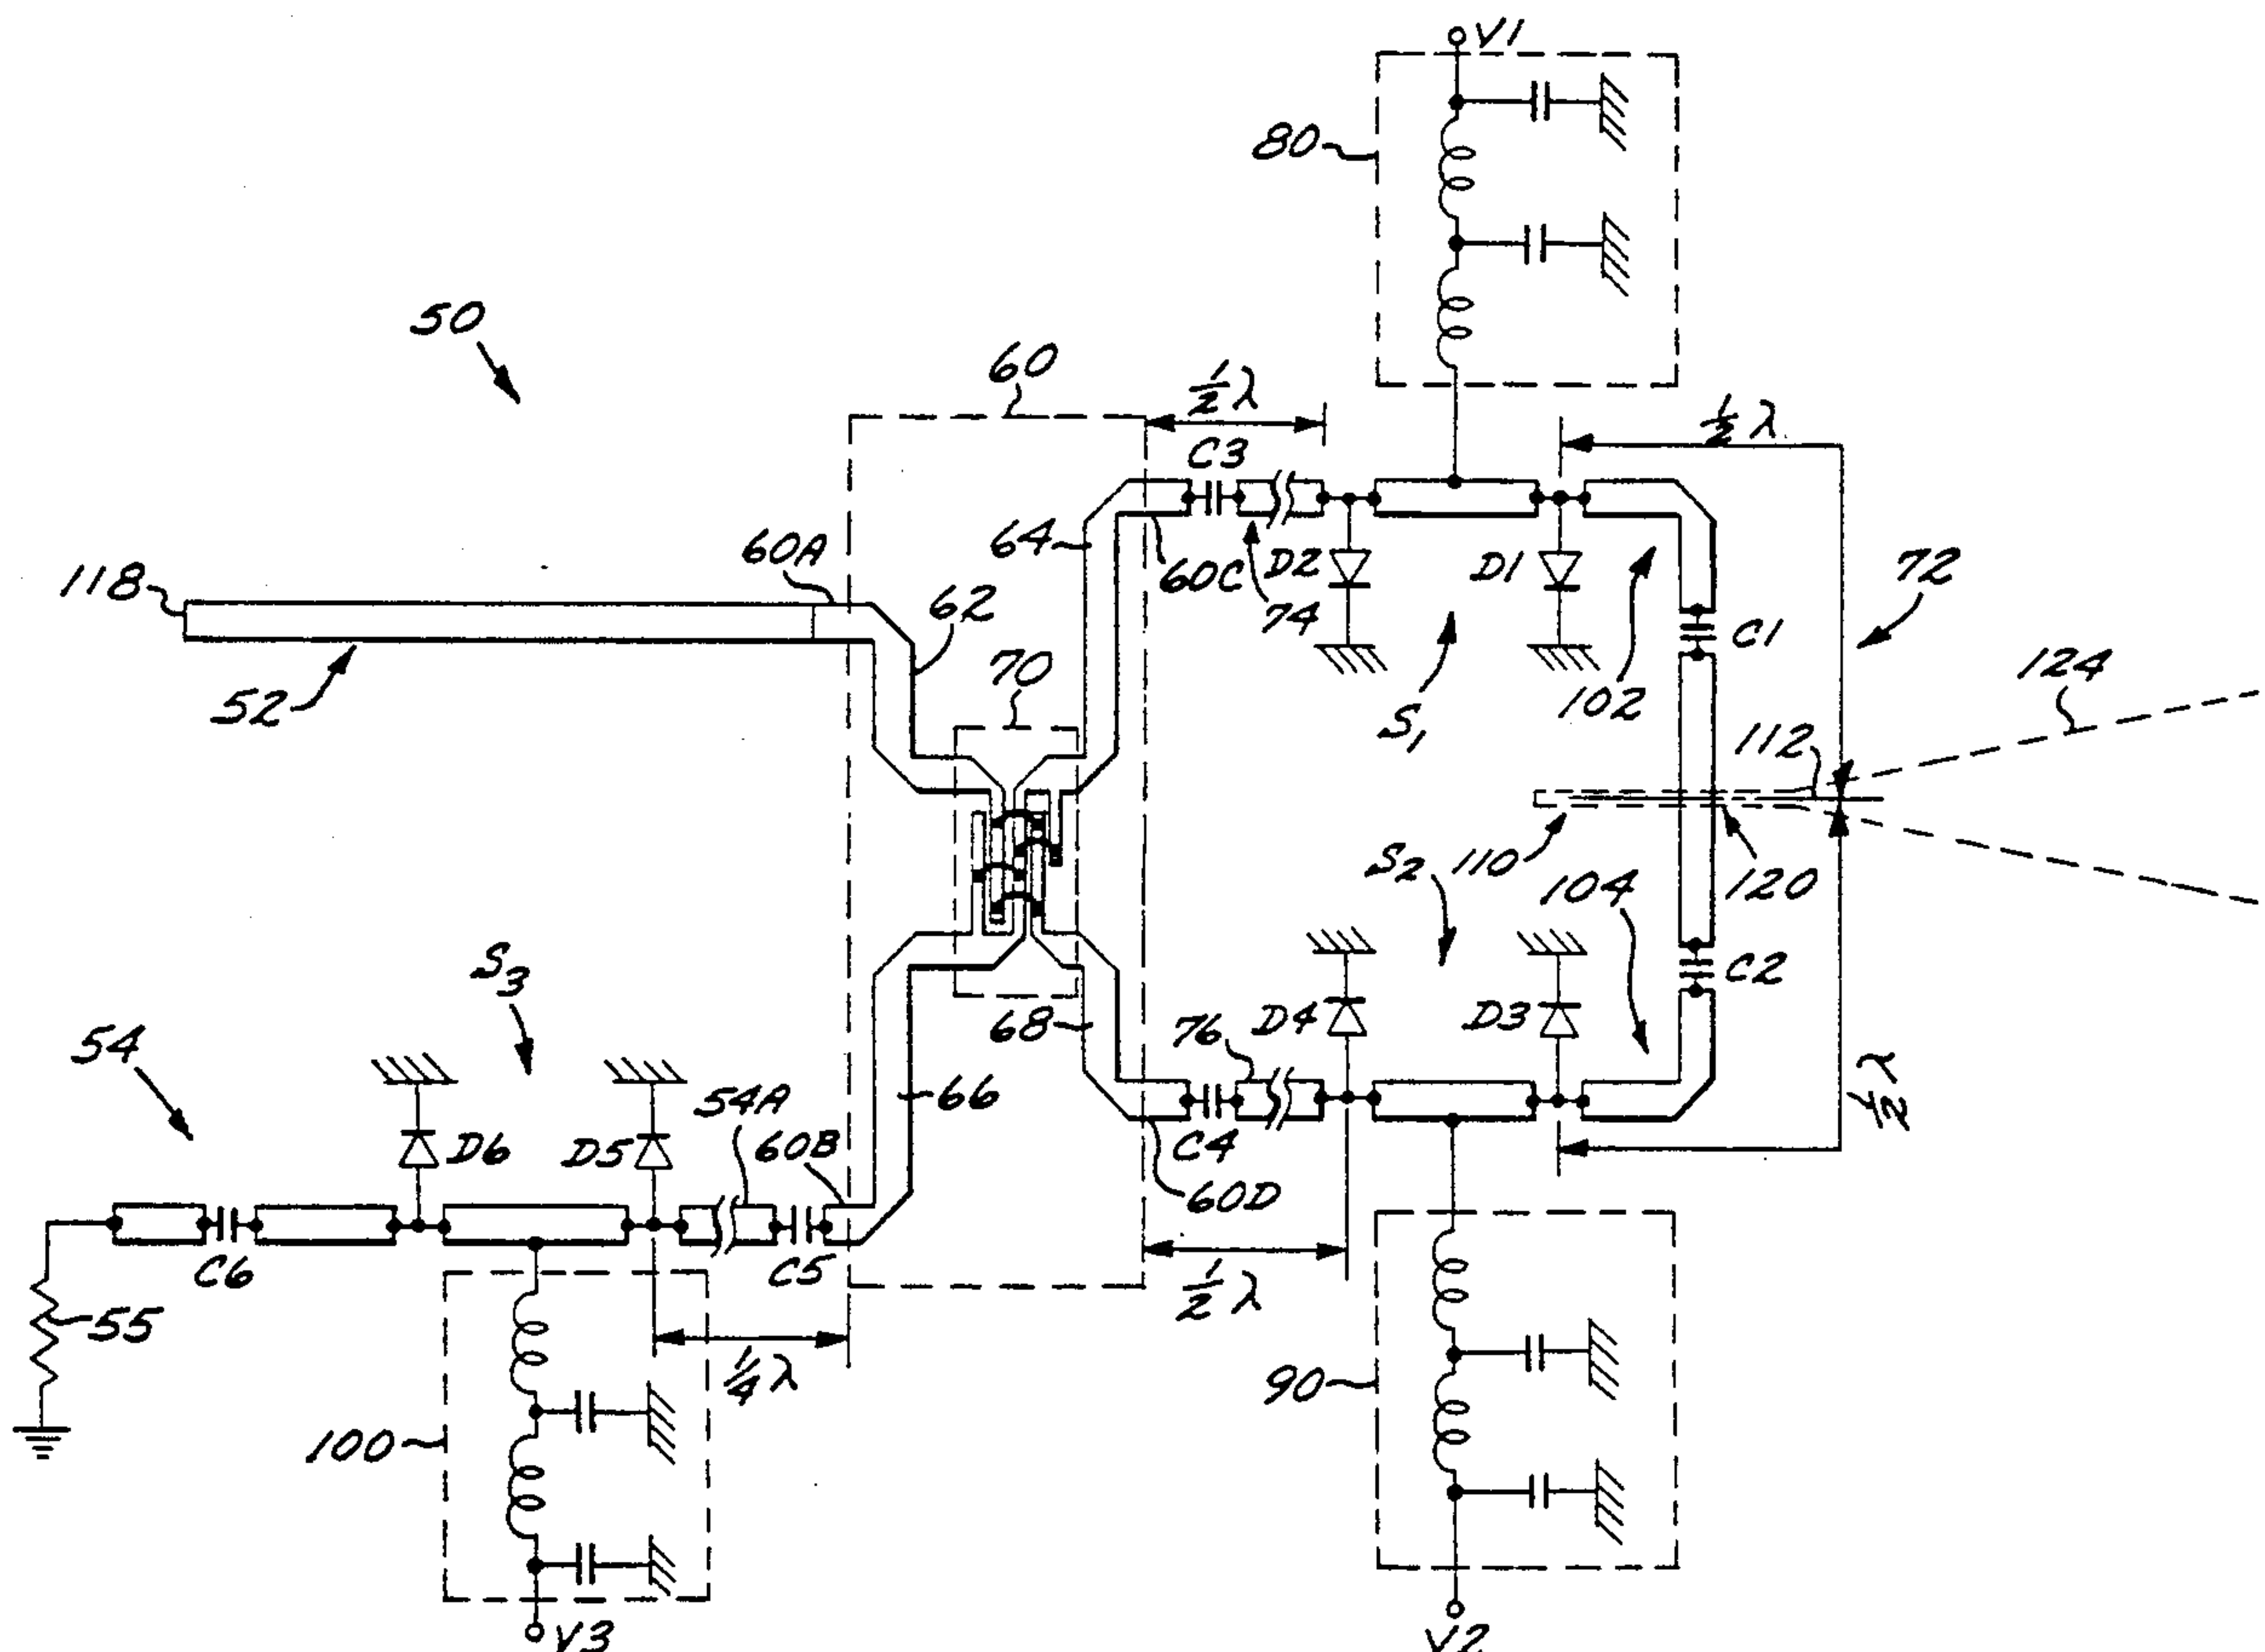 V1
80
50
60
½ λ
½ λ
C3
60A
64
118
62
60C
D2
D1
72
74
C1
52
70
102
124
S1
112
S2
110
120
S3
104
C2
54
68
76
D4
D3
54A
66
D6
D5
60B
C4
½ λ
60D
C6
C5
½ λ
55
¼ λ
90
100
V3
V2